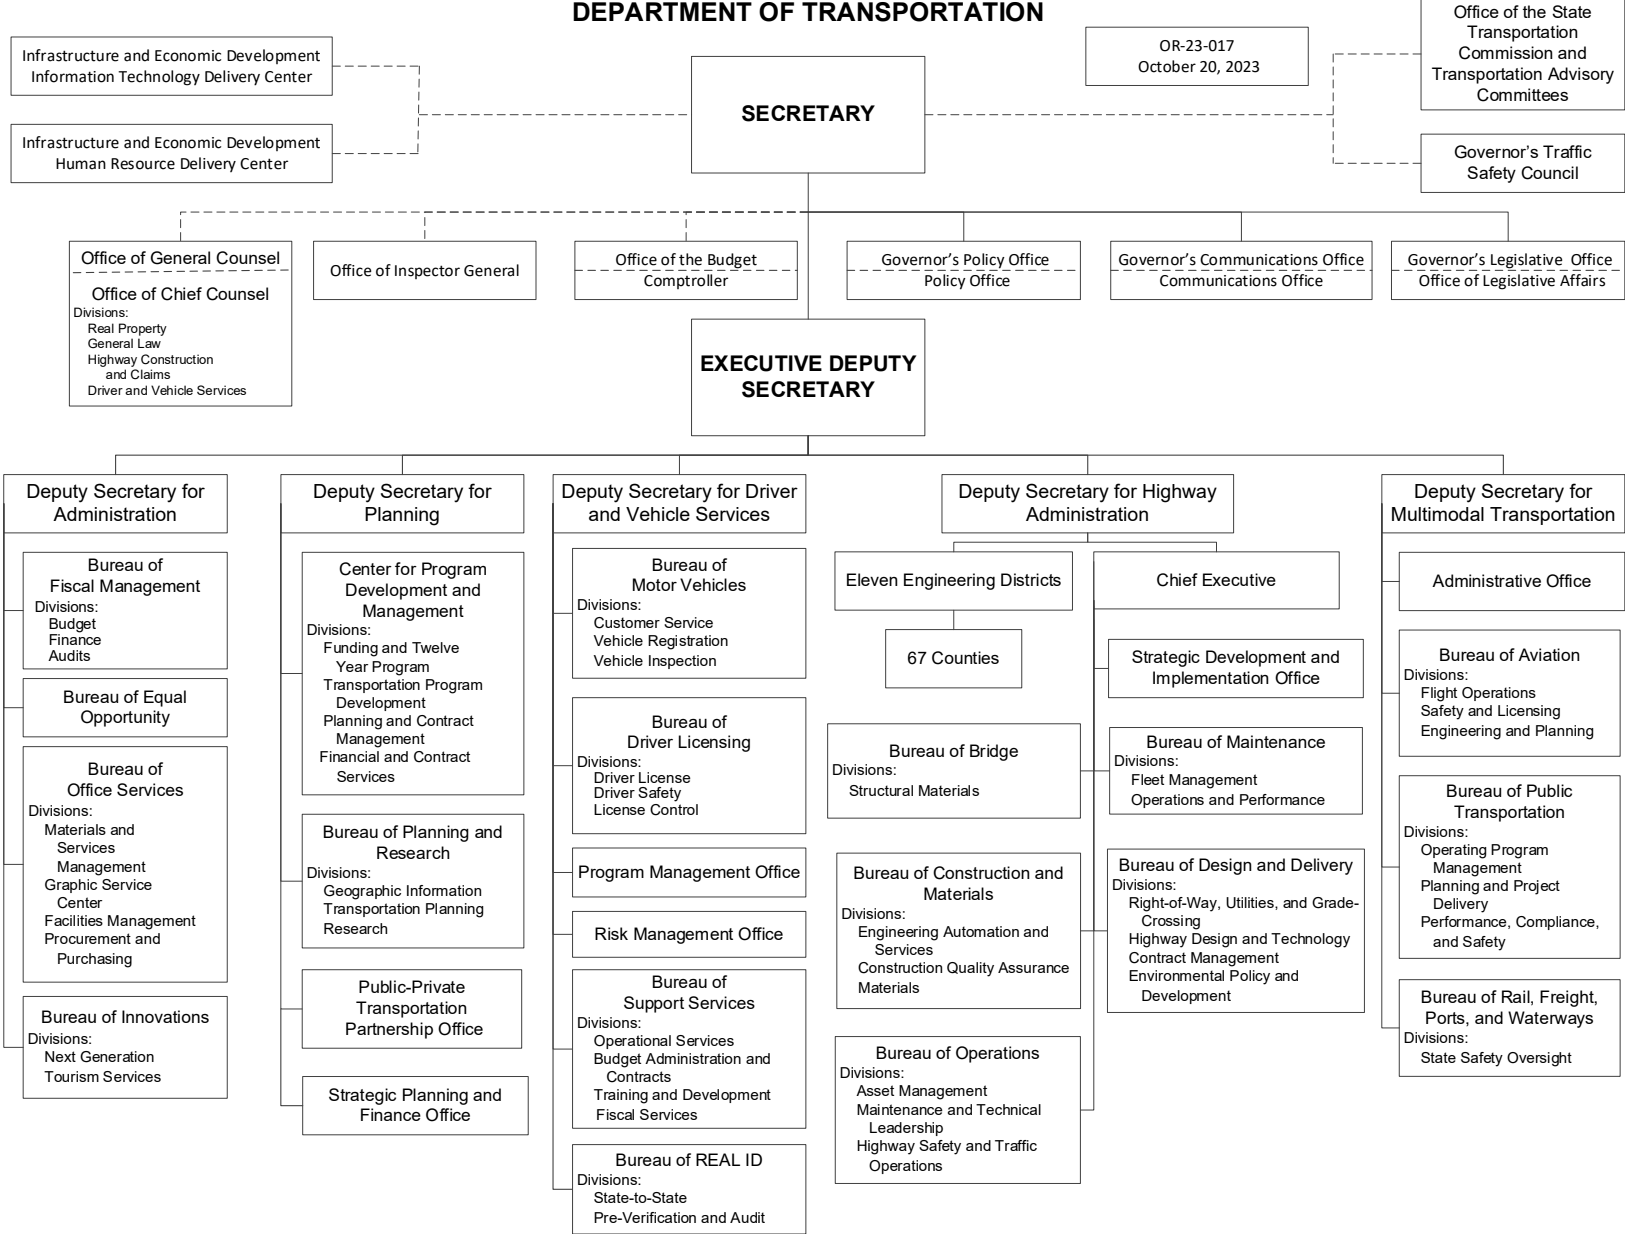 DEPARTMENT OF TRANSPORTATION
Infrastructure and Economic Development
Information Technology Delivery Center
Infrastructure and Economic Development
Human Resource Delivery Center
SECRETARY
OR-23-017
October 20, 2023
Office of the State
Transportation
Commission and
Transportation Advisory
Committees
Governor's Traffic
Safety Council
Office of General Counsel
Office of Chief Counsel
Divisions:
Real Property
General Law
Highway Construction
and Claims
Driver and Vehicle Services
Office of Inspector General
Office of the Budget
Comptroller
Governor's Policy Office
Policy Office
Governor's Communications Office
Communications Office
Governor's Legislative Office
Office of Legislative Affairs
EXECUTIVE DEPUTY
SECRETARY
Deputy Secretary for
Administration
Bureau of
Fiscal Management
Divisions:
Budget
Finance
Audits
Bureau of Equal
Opportunity
Bureau of
Office Services
Divisions:
Materials and
Services
Management
Graphic Service
Center
Facilities Management
Procurement and
Purchasing
Bureau of Innovations
Divisions:
Next Generation
Tourism Services
Deputy Secretary for
Planning
Center for Program
Development and
Management
Divisions:
Funding and Twelve
Year Program
Transportation Program
Development
Planning and Contract
Management
Financial and Contract
Services
Bureau of Planning and
Research
Divisions:
Geographic Information
Transportation Planning
Research
Public-Private
Transportation
Partnership Office
Strategic Planning and
Finance Office
Deputy Secretary for Driver
and Vehicle Services
Bureau of
Motor Vehicles
Divisions:
Customer Service
Vehicle Registration
Vehicle Inspection
Bureau of
Driver Licensing
Divisions:
Driver License
Driver Safety
License Control
Program Management Office
Risk Management Office
Bureau of
Support Services
Divisions:
Operational Services
Budget Administration and
Contracts
Training and Development
Fiscal Services
Bureau of REAL ID
Divisions:
State-to-State
Pre-Verification and Audit
Deputy Secretary for Highway
Administration
Eleven Engineering Districts
67 Counties
Chief Executive
Strategic Development and
Implementation Office
Bureau of Bridge
Divisions:
Structural Materials
Bureau of Maintenance
Divisions:
Fleet Management
Operations and Performance
Bureau of Construction and
Materials
Divisions:
Engineering Automation and
Services
Construction Quality Assurance
Materials
Bureau of Design and Delivery
Divisions:
Right-of-Way, Utilities, and Grade-
Crossing
Highway Design and Technology
Contract Management
Environmental Policy and
Development
Bureau of Operations
Divisions:
Asset Management
Maintenance and Technical
Leadership
Highway Safety and Traffic
Operations
Deputy Secretary for
Multimodal Transportation
Administrative Office
Bureau of Aviation
Divisions:
Flight Operations
Safety and Licensing
Engineering and Planning
Bureau of Public
Transportation
Divisions:
Operating Program
Management
Planning and Project
Delivery
Performance, Compliance,
and Safety
Bureau of Rail, Freight,
Ports, and Waterways
Divisions:
State Safety Oversight